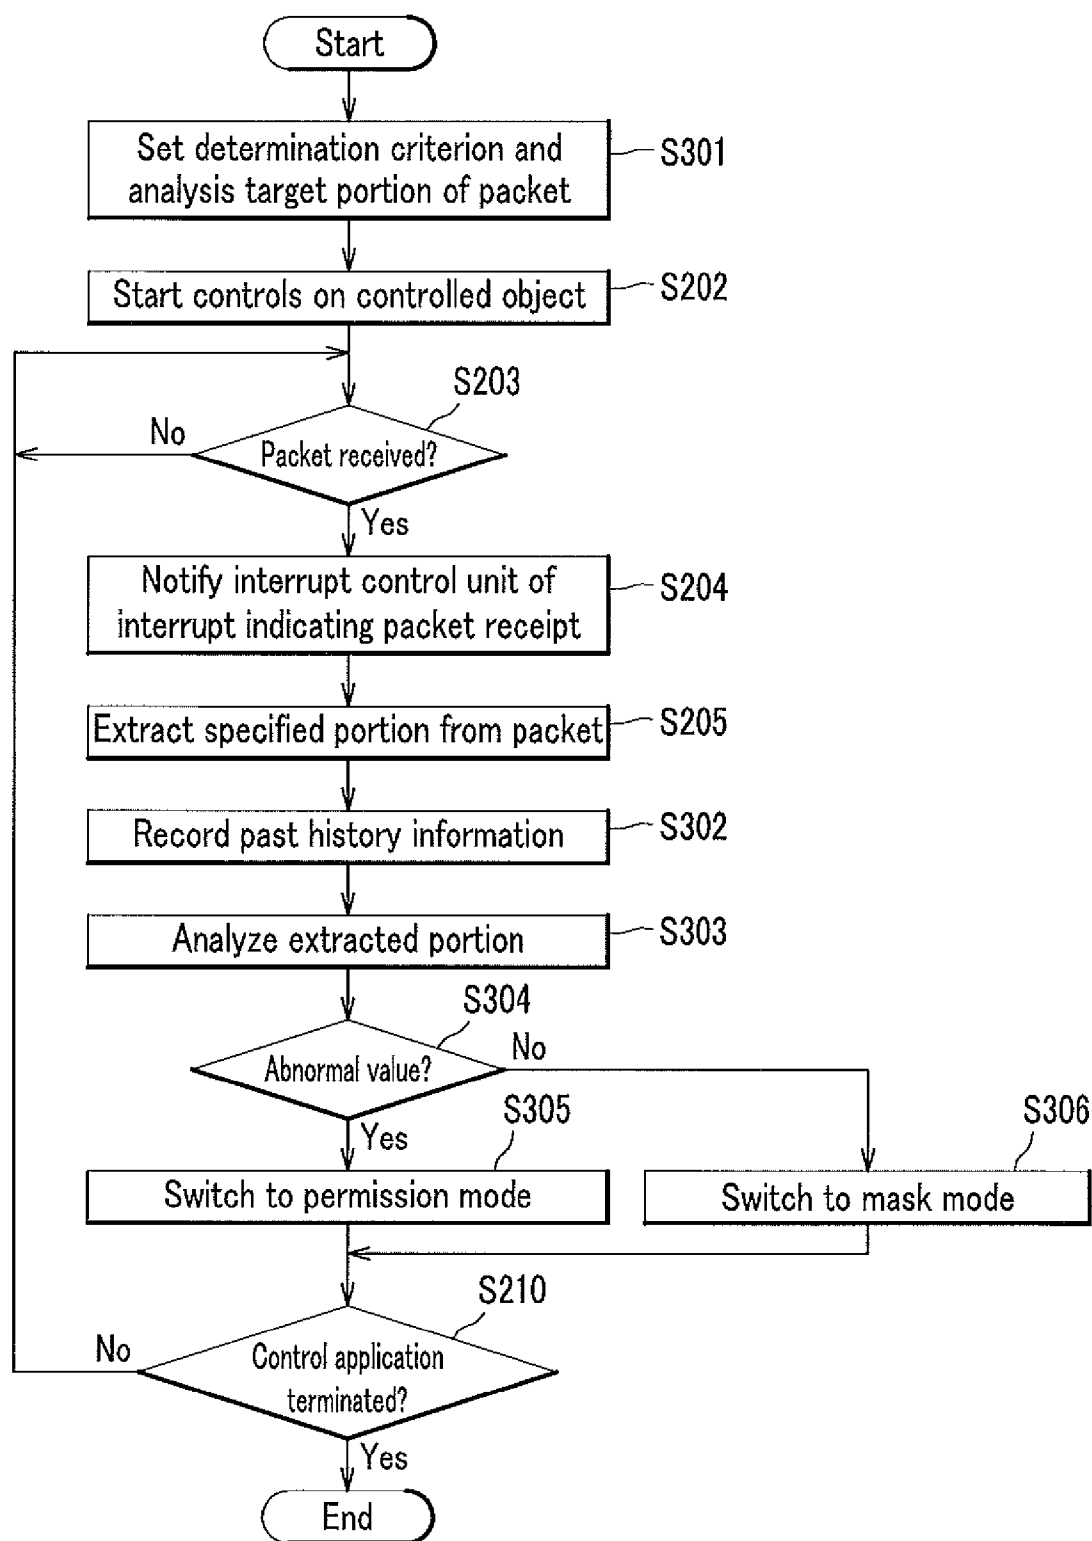 Start
Set determination criterion and
analysis target portion of packet
S301
Start controls on controlled object
S202
S203
No
Packet received?
Yes
Notify interrupt control unit of
interrupt indicating packet receipt
S204
Extract specified portion from packet
S205
Record past history information
S302
Analyze extracted portion
S303
S304
Abnormal value?
No
Yes
S305
S306
Switch to permission mode
Switch to mask mode
S210
No
Control application
terminated?
Yes
End